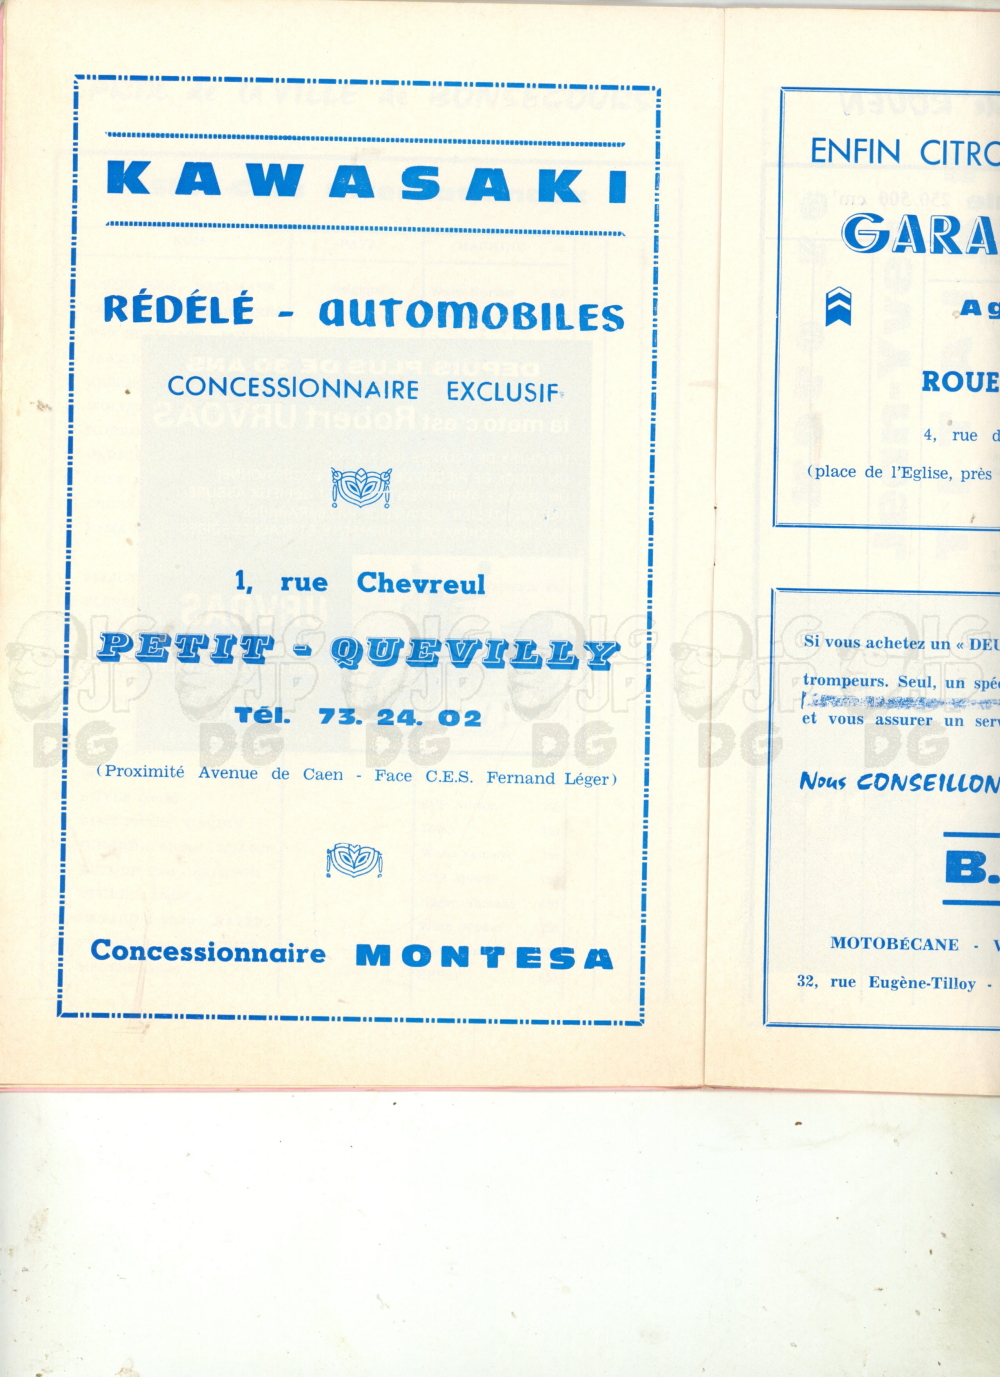 KAWASAKI
RÉDÉLÉ - AUTOMOBILES
CONCESSIONNAIRE EXCLUSIF
1, rue Chevreul
PETIT - QUEVILLY
Tél. 73. 24. 02
(Proximité Avenue de Caen - Face C.E.S. Fernand Léger)
Concessionnaire MONTESA
ENFIN CITRO
GARA
Ag
ROUE
4, rue d
(place de l'Eglise, près
Si vous achetez un « DEU
trompeurs. Seul, un spéc
et vous assurer un serv
Nous CONSEILLON
B.
MOTOBÉCANE - V
32, rue Eugène-Tilloy -